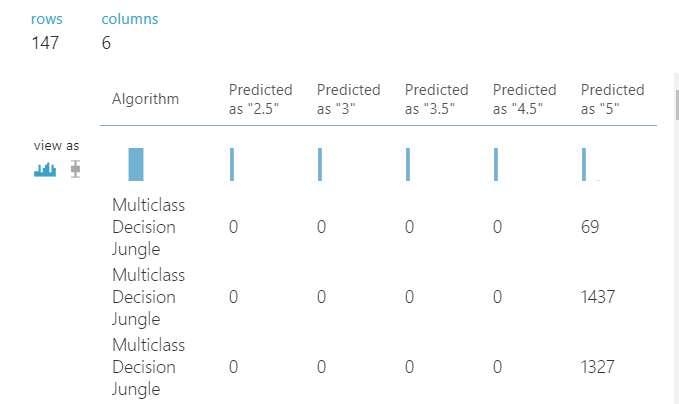 rows columns
147 6
Algorithm Predicted as "2.5" Predicted as "3" Predicted as "3.5" Predicted as "4.5" Predicted as "5"
view as
Multiclass Decision Jungle 0 0 0 0 69
Multiclass Decision Jungle 0 0 0 0 1437
Multiclass Decision Jungle 0 0 0 0 1327